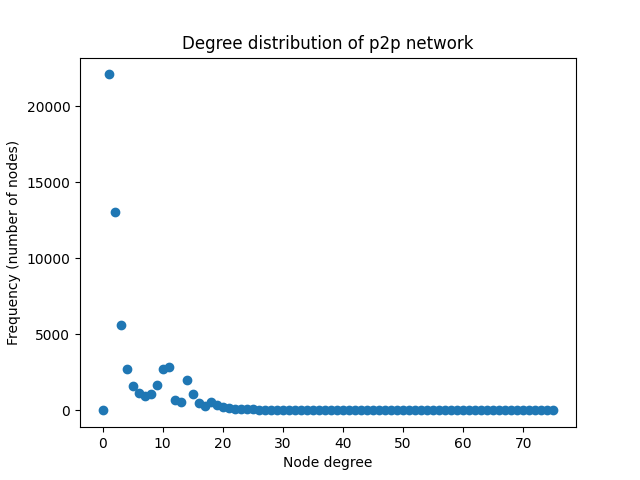 Degree distribution of p2p network
Frequency (number of nodes)
20000
15000
10000
5000
0
0 10 20 30 40 50 60 70
Node degree